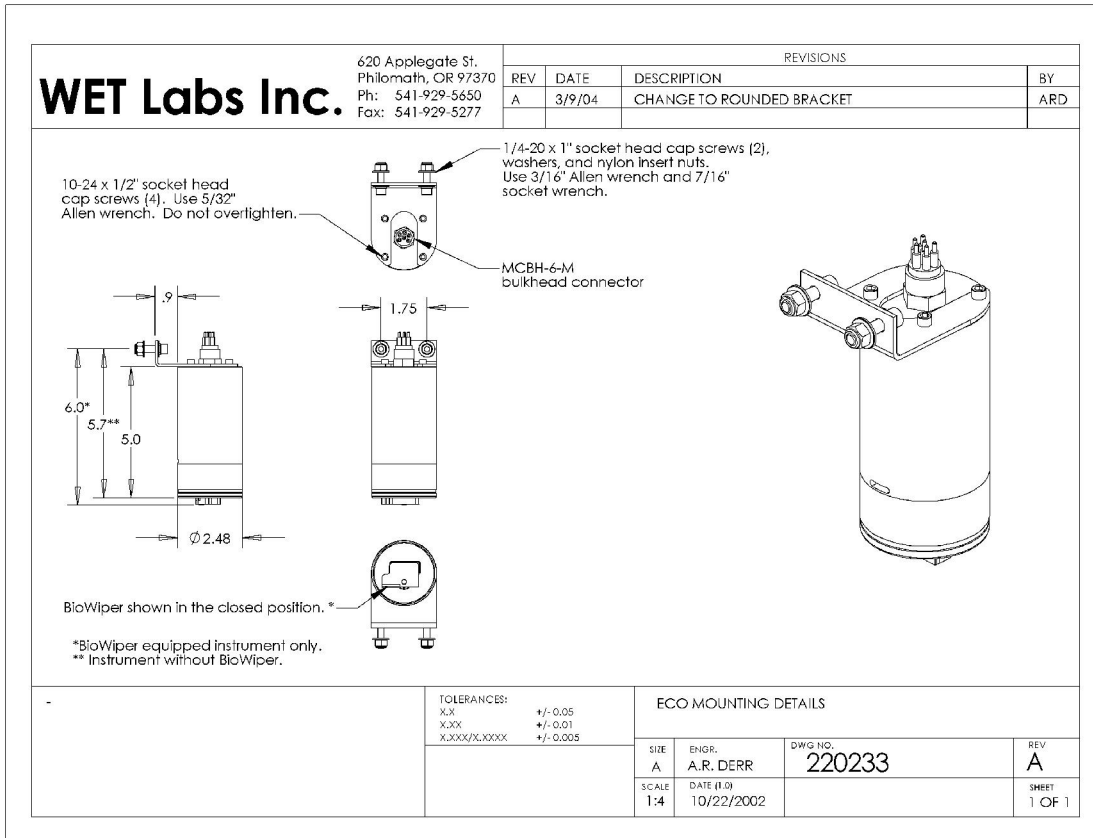 WET Labs Inc.
620 Applegate St.
Philomath, OR 97370
Ph: 541-929-5650
Fax: 541-929-5277
REVISIONS
REV DATE DESCRIPTION BY
A 3/9/04 CHANGE TO ROUNDED BRACKET ARD
1/4-20 x 1" socket head cap screws (2),
washers, and nylon insert nuts.
Use 3/16" Allen wrench and 7/16"
socket wrench.
10-24 x 1/2" socket head
cap screws (4). Use 5/32"
Allen wrench. Do not overtighten.
MCBH-6-M
bulkhead connector
.9
1.75
6.0*
5.7**
5.0
Ø2.48
BioWiper shown in the closed position. *
*BioWiper equipped instrument only.
** Instrument without BioWiper.
-
TOLERANCES:
X.X +/- 0.05
X.XX +/- 0.01
X.XXX/X.XXXX +/- 0.005
ECO MOUNTING DETAILS
SIZE ENGR. DWG NO. REV
A A.R. DERR 220233 A
SCALE DATE (1.0) SHEET
1:4 10/22/2002 1 OF 1